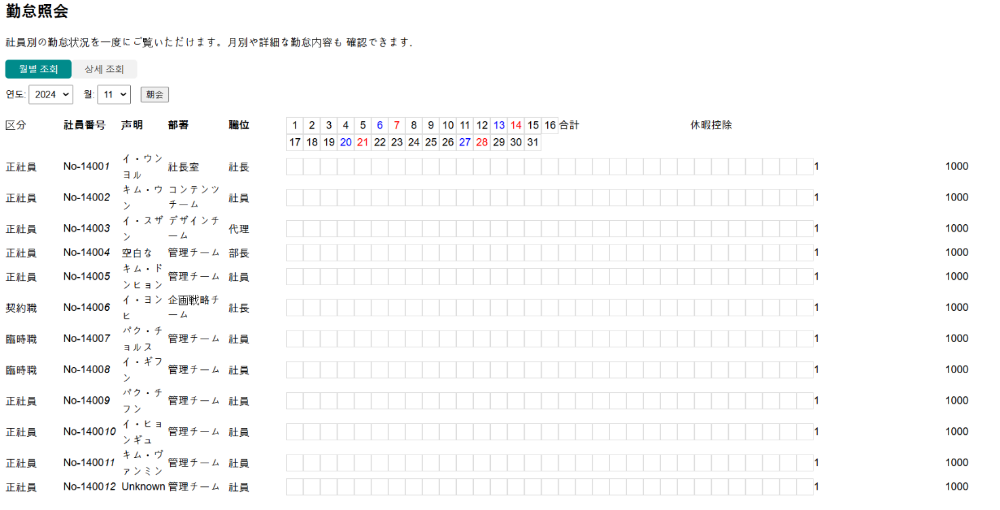 勤怠照会
社員別の勤怠状況を一度にご覧いただけます。月別や詳細な勤怠内容も 確認できます.
월별 조회 상세 조회
연도: 2024 월: 11 朝会
区分 社員番号 声明 部署 職位 1 2 3 4 5 6 7 8 9 10 11 12 13 14 15 16 合計 休暇控除
17 18 19 20 21 22 23 24 25 26 27 28 29 30 31
正社員 No-14001 イ・ウン
ヨル 社長室 社長 1 1000
正社員 No-14002 キム・ウ
ン コンテンツ
チーム 社員 1 1000
正社員 No-14003 イ・スザ
ン デザインチ
ーム 代理 1 1000
正社員 No-14004 空白な 管理チーム 部長 1 1000
正社員 No-14005 キム・ド
ンヒョン 管理チーム 社員 1 1000
契約職 No-14006 イ・ヨン
ヒ 企画戦略チ
ーム 社長 1 1000
臨時職 No-14007 パク・チ
ョルス 管理チーム 社員 1 1000
臨時職 No-14008 イ・ギフ
ン 管理チーム 社員 1 1000
正社員 No-14009 パク・チ
フン 管理チーム 社員 1 1000
正社員 No-140010 イ・ヒョ
ンギュ 管理チーム 社員 1 1000
正社員 No-140011 キム・ヴ
ァンミン 管理チーム 社員 1 1000
正社員 No-140012 Unknown 管理チーム 社員 1 1000